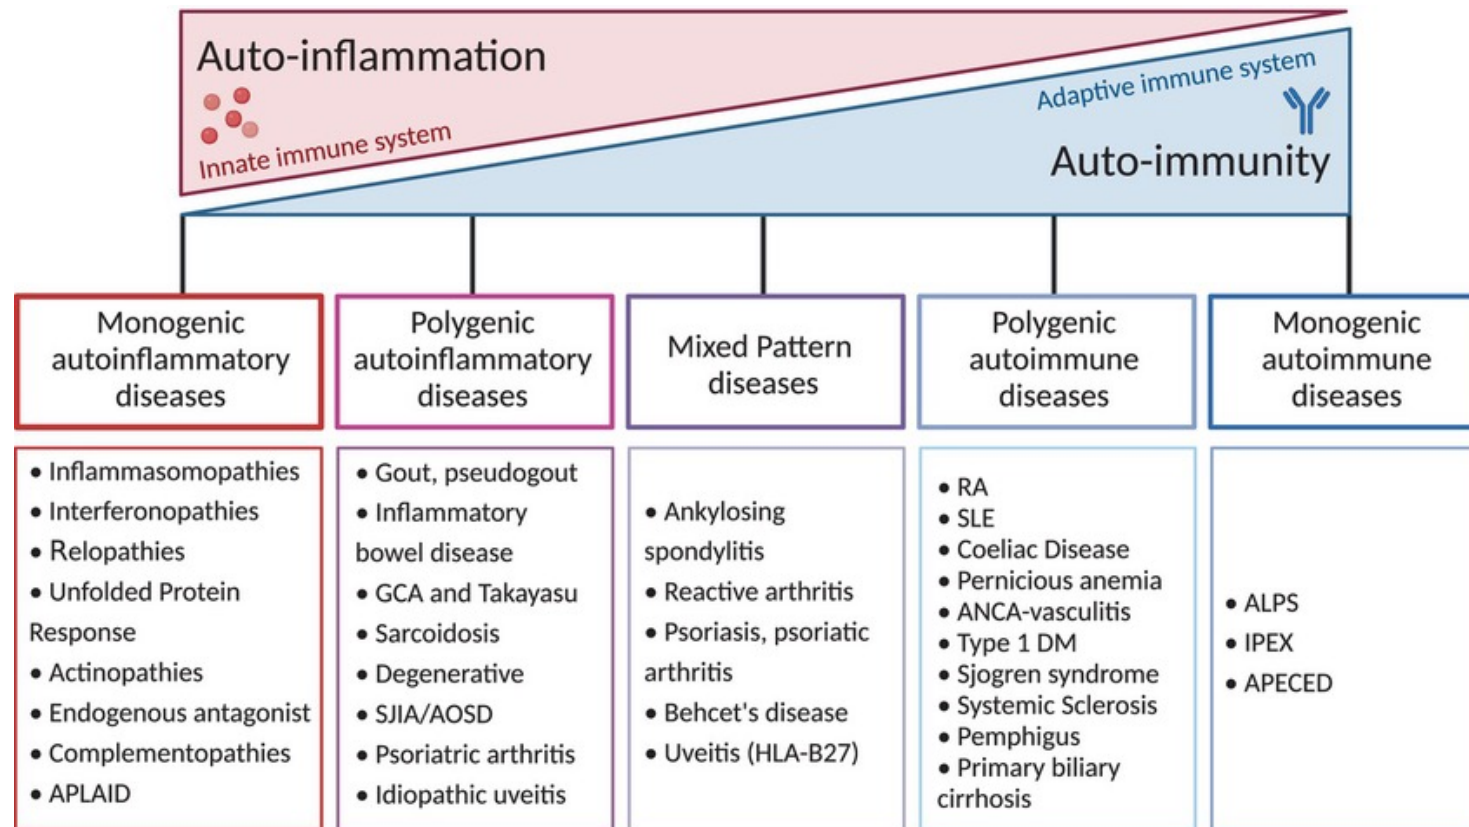 Auto-inflammation
Innate immune system
Adaptive immune system
Auto-immunity
Monogenic
autoinflammatory
diseases
Polygenic
autoinflammatory
diseases
Mixed Pattern
diseases
Polygenic
autoimmune
diseases
Monogenic
autoimmune
diseases
• Inflammasomopathies
• Interferonopathies
• Relopathies
• Unfolded Protein
Response
• Actinopathies
• Endogenous antagonist
• Complementopathies
• APLAID
• Gout, pseudogout
• Inflammatory
bowel disease
• GCA and Takayasu
• Sarcoidosis
• Degenerative
• SJIA/AOSD
• Psoriatric arthritis
• Idiopathic uveitis
• Ankylosing
spondylitis
• Reactive arthritis
• Psoriasis, psoriatic
arthritis
• Behcet's disease
• Uveitis (HLA-B27)
• RA
• SLE
• Coeliac Disease
• Pernicious anemia
• ANCA-vasculitis
• Type 1 DM
• Sjogren syndrome
• Systemic Sclerosis
• Pemphigus
• Primary biliary
cirrhosis
• ALPS
• IPEX
• APECED